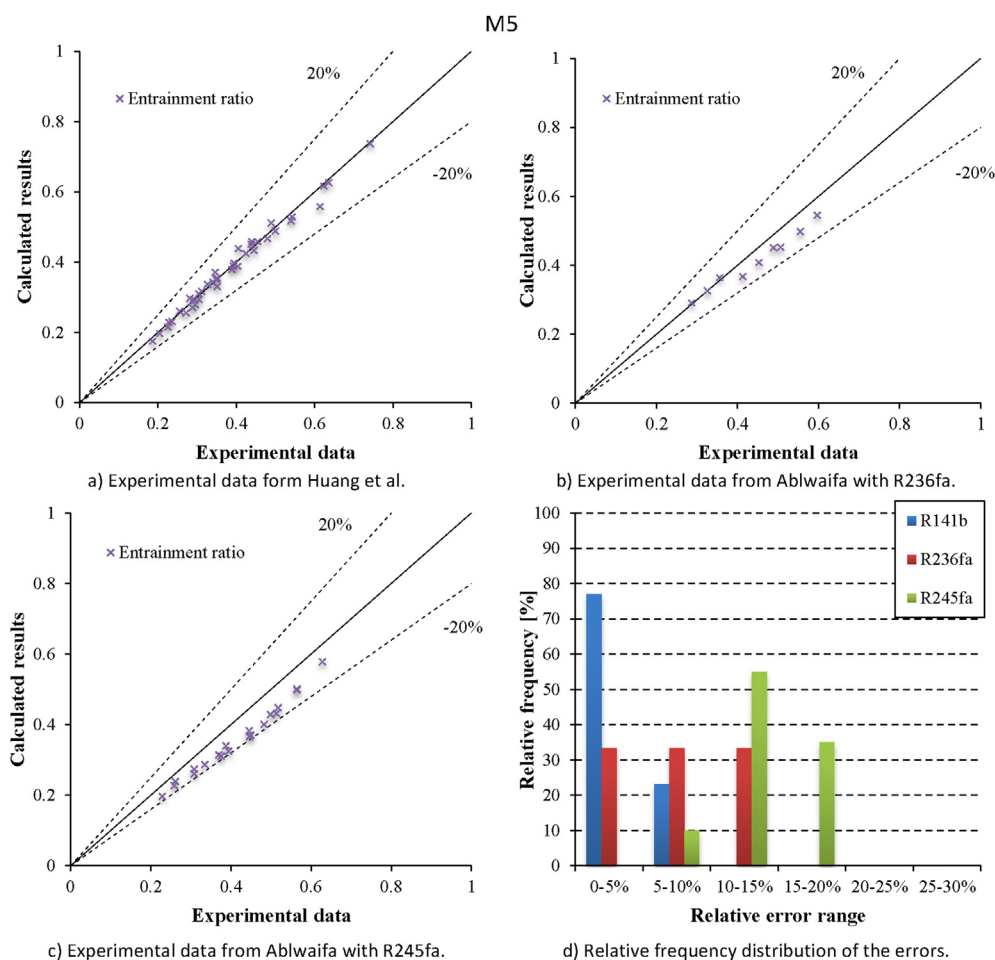 M5
1
0.8
0.6
0.4
0.2
0
Calculated results
20%
× Entrainment ratio
-20%
0 0.2 0.4 0.6 0.8 1
Experimental data
a) Experimental data form Huang et al.
1
0.8
0.6
0.4
0.2
0
Calculated results
20%
× Entrainment ratio
-20%
0 0.2 0.4 0.6 0.8 1
Experimental data
b) Experimental data from Ablwaifa with R236fa.
1
0.8
0.6
0.4
0.2
0
Calculated results
20%
× Entrainment ratio
-20%
0 0.2 0.4 0.6 0.8 1
Experimental data
c) Experimental data from Ablwaifa with R245fa.
100
90
80
70
60
50
40
30
20
10
0
Relative frequency [%]
R141b
R236fa
R245fa
0-5% 5-10% 10-15% 15-20% 20-25% 25-30%
Relative error range
d) Relative frequency distribution of the errors.